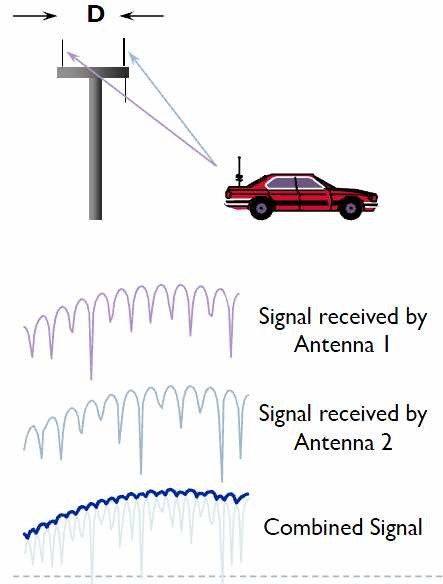 D
Signal received by
Antenna 1
Signal received by
Antenna 2
Combined Signal